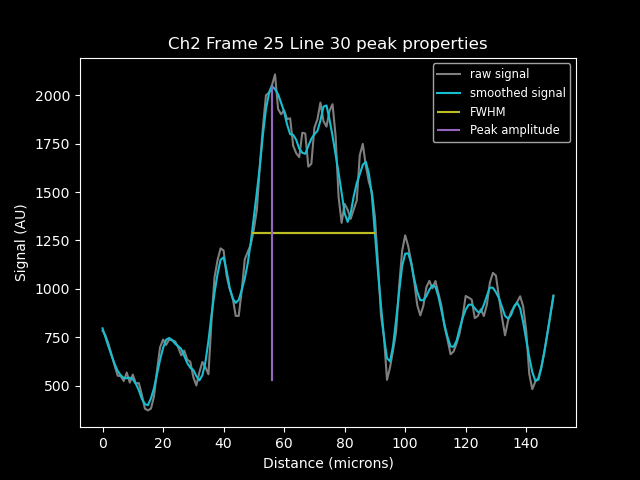 Ch2 Frame 25 Line 30 peak properties
raw signal
smoothed signal
FWHM
Peak amplitude
Signal (AU)
2000
1750
1500
1250
1000
750
500
0 20 40 60 80 100 120 140
Distance (microns)